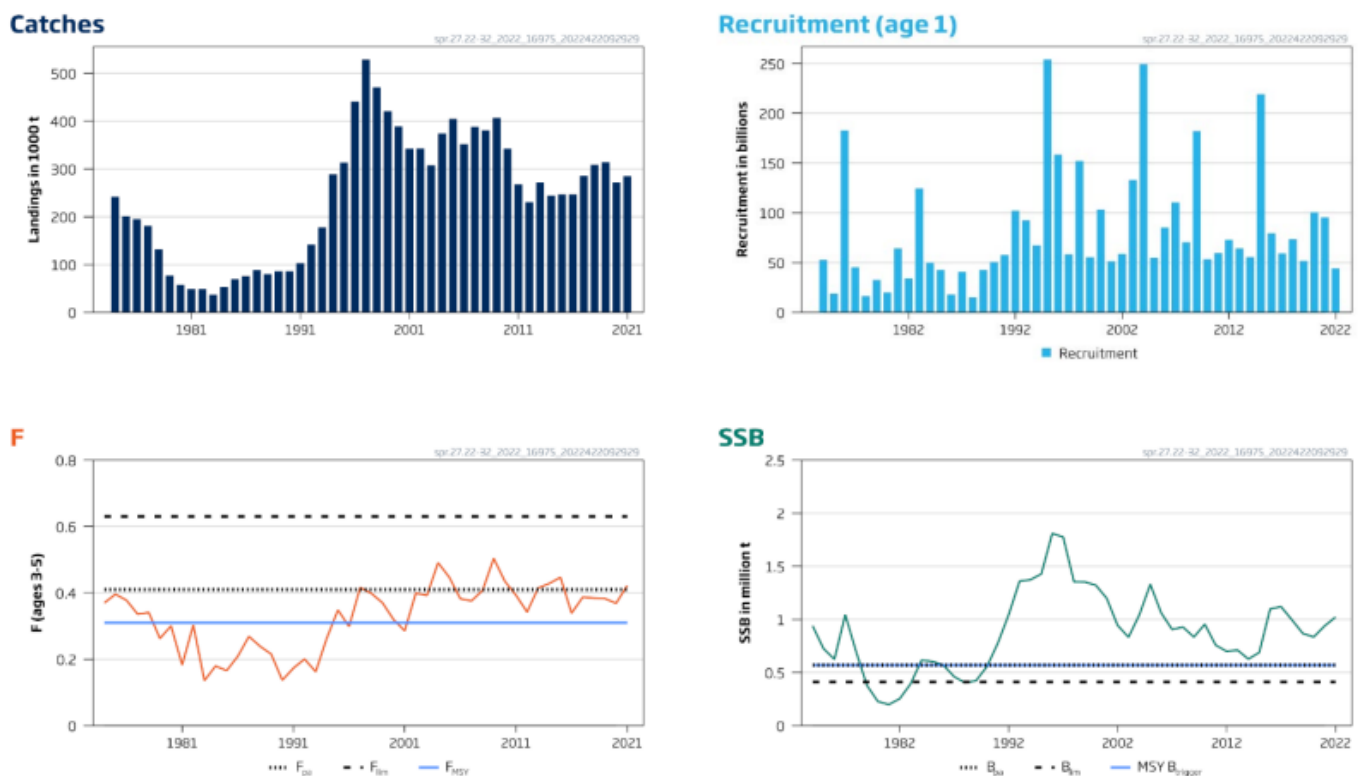 Catches
spr.27.22-32_2022_16975_2022422092929
Landings in 1000 t
500
400
300
200
100
0
1981
1991
2001
2011
2021
Recruitment (age 1)
spr.27.22-32_2022_16975_2022422092929
Recruitment in billions
250
200
150
100
50
0
1982
1992
2002
2012
2022
Recruitment
F
spr.27.22-32_2022_16975_2022422092929
F (ages 3-5)
0.8
0.6
0.4
0.2
0
1981
1991
2001
2011
2021
Fpa
Flim
FMSY
SSB
spr.27.22-32_2022_16975_2022422092929
SSB in million t
2.5
2
1.5
1
0.5
0
1982
1992
2002
2012
2022
Bpa
Blim
MSY Btrigger